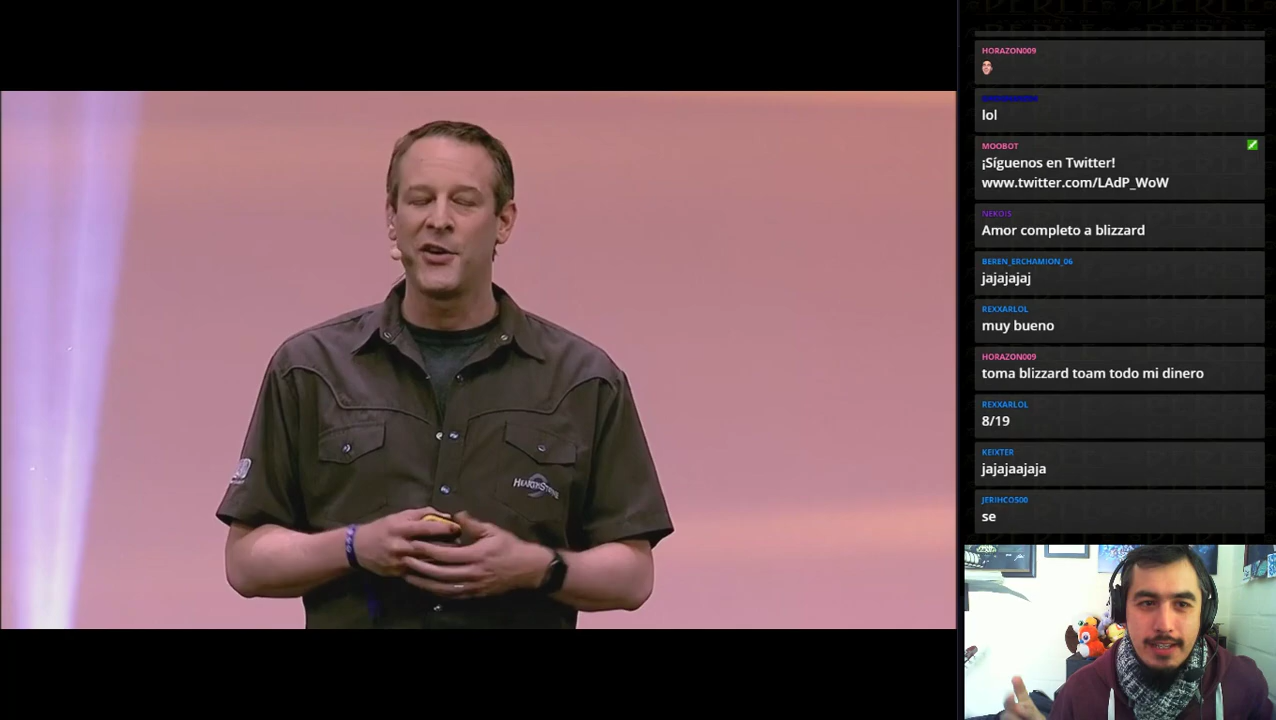 HEARTHSTONE
HORAZON009
lol
MOOBOT
¡Síguenos en Twitter!
www.twitter.com/LAdP_WoW
NEKOIS
Amor completo a blizzard
BEREN_ERCHAMION_06
jajajajaj
REXXARLOL
muy bueno
HORAZON009
toma blizzard toam todo mi dinero
REXXARLOL
8/19
KEIXTER
jajajaajaja
JERIHCO500
se